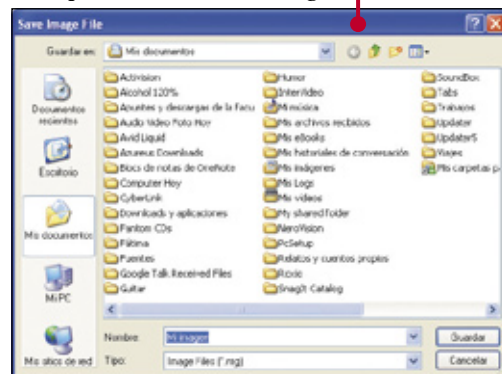 Save Image File
Guardar en:
Mis documentos
Documentos recientes
Escritorio
Mis documentos
Mi PC
Mis sitios de red
Activision
Alcohol 120%
Apuntes y descargas de la Facu
Audio Video Foto Hoy
Avid Liquid
Azureus Downloads
Blocs de notas de OneNote
Computer Hoy
CyberLink
Downloads y aplicaciones
Fantom CDs
Fátima
Fuentes
Google Talk Received Files
Guitar
Humor
InterVideo
Mi música
Mis archivos recibidos
Mis eBooks
Mis historiales de conversación
Mis imágenes
Mis Logs
Mis vídeos
My shared folder
NeroVision
PcSetup
Relatos y cuentos propios
Roxio
SnagIt Catalog
SoundBox
Tabs
Trabajos
Updater
Updater5
Viajes
Mis carpetas p
Nombre:
Mi imagen
Guardar
Tipo:
Image Files (*.mg)
Cancelar